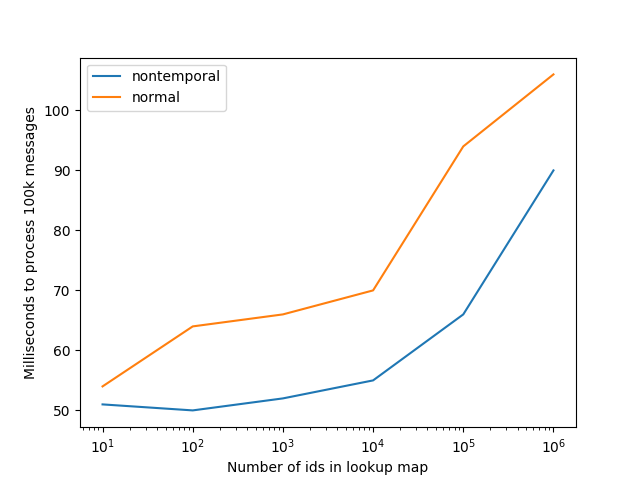 nontemporal
normal
Milliseconds to process 100k messages
100
90
80
70
60
50
10¹ 10² 10³ 10⁴ 10⁵ 10⁶
Number of ids in lookup map